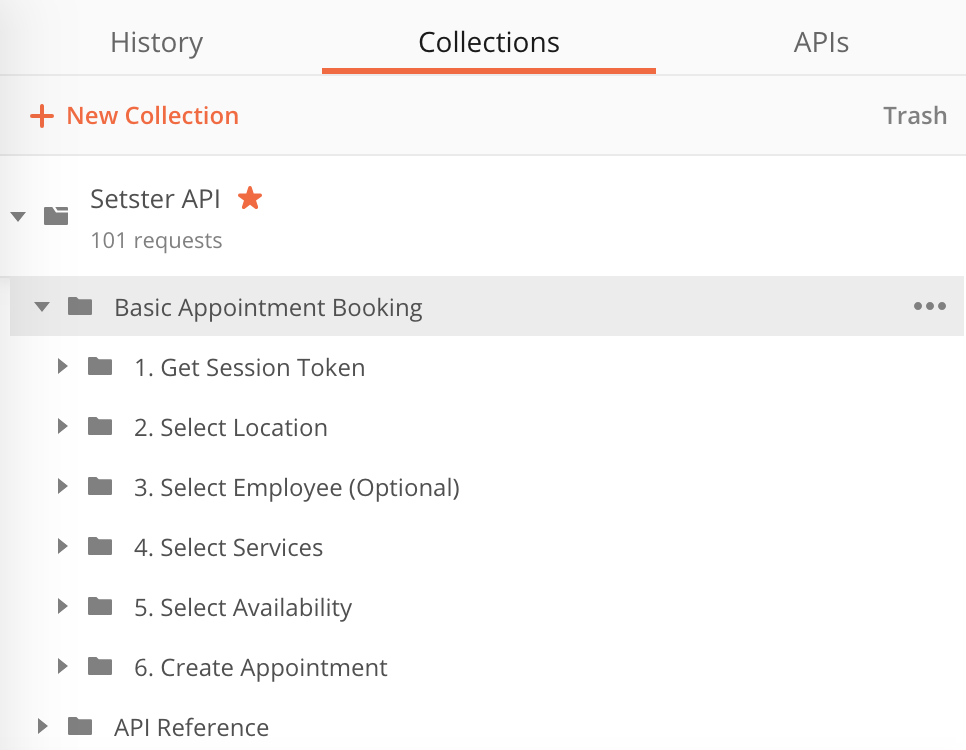 History Collections APIs
New Collection Trash
Setster API
101 requests
Basic Appointment Booking
1. Get Session Token
2. Select Location
3. Select Employee (Optional)
4. Select Services
5. Select Availability
6. Create Appointment
API Reference